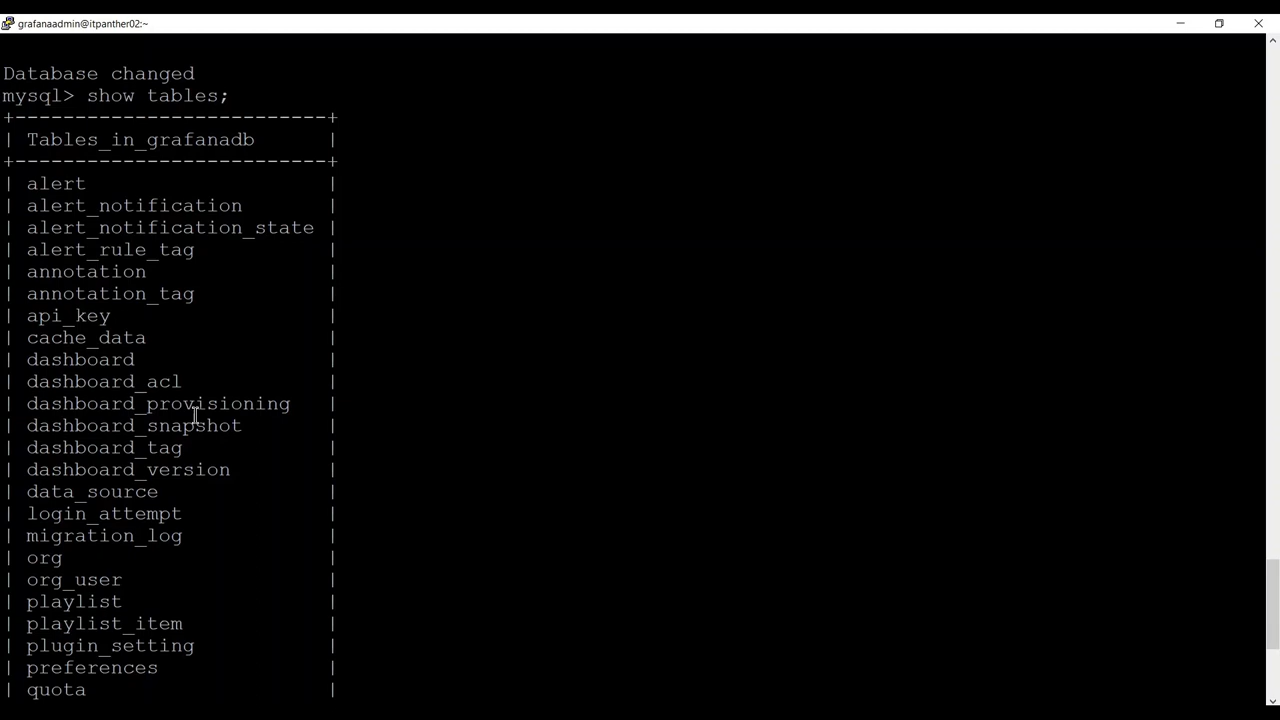 grafanaadmin@itpanther02:~
Database changed
mysql> show tables;
+--------------------------+
| Tables_in_grafanadb |
+--------------------------+
| alert |
| alert_notification |
| alert_notification_state |
| alert_rule_tag |
| annotation |
| annotation_tag |
| api_key |
| cache_data |
| dashboard |
| dashboard_acl |
| dashboard_provisioning |
| dashboard_snapshot |
| dashboard_tag |
| dashboard_version |
| data_source |
| login_attempt |
| migration_log |
| org |
| org_user |
| playlist |
| playlist_item |
| plugin_setting |
| preferences |
| quota |